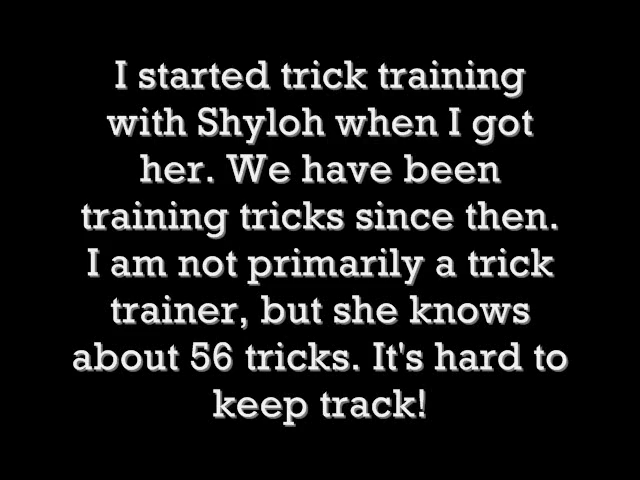 I started trick training
with Shyloh when I got
her. We have been
training tricks since then.
I am not primarily a trick
trainer, but she knows
about 56 tricks. It's hard to
keep track!